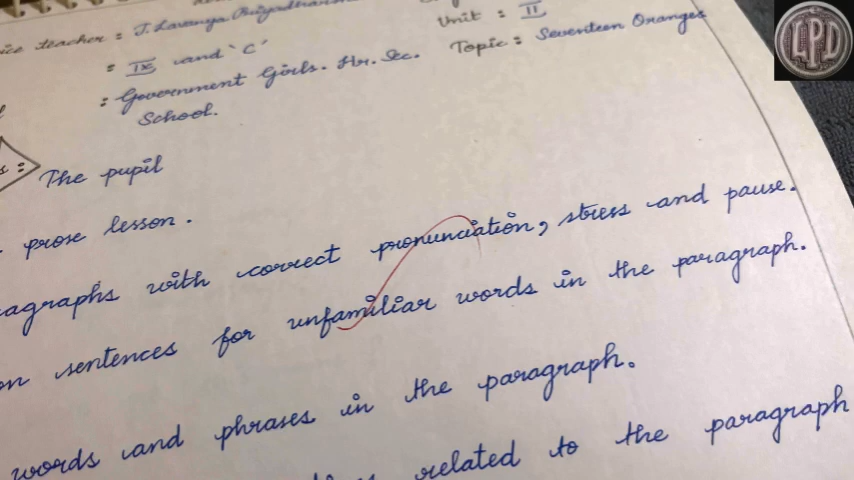 teacher : J. Lavanya
Unit : II
: IX and 'C'
Topic : Seventeen Oranges
: Government Girls. Hr. Sec.
School.
: The pupil
prose lesson.
with correct pronunciation, stress and pause.
sentences for unfamiliar words in the paragraph.
words and phrases in the paragraph.
related to the paragraph
LPD